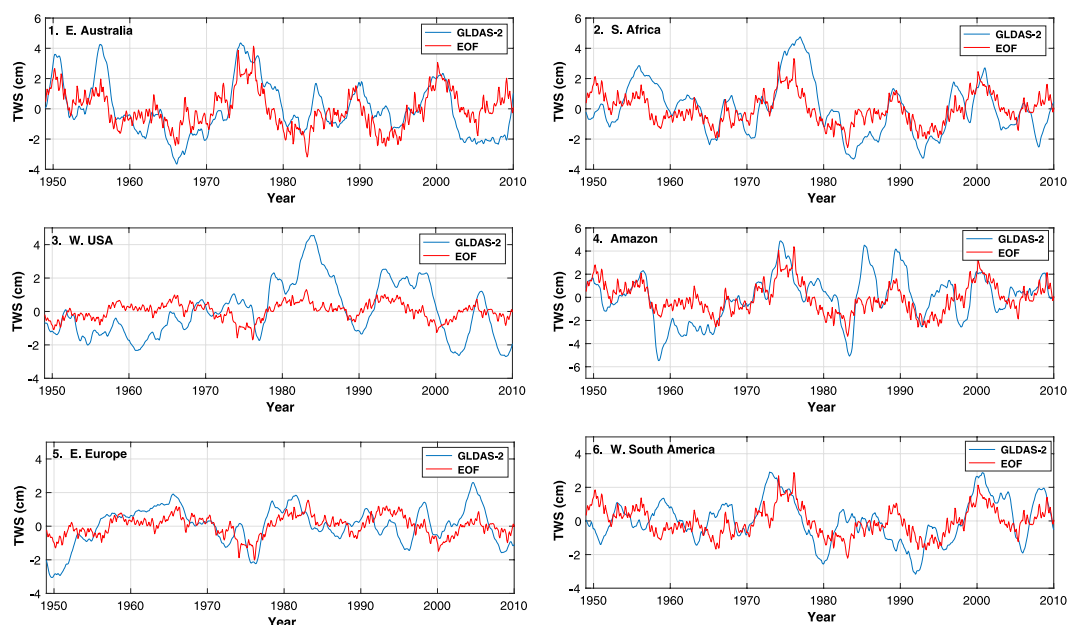 1. E. Australia
GLDAS-2
EOF
TWS (cm)
6
4
2
0
-2
-4
1950 1960 1970 1980 1990 2000 2010
Year
2. S. Africa
GLDAS-2
EOF
TWS (cm)
6
4
2
0
-2
-4
1950 1960 1970 1980 1990 2000 2010
Year
3. W. USA
GLDAS-2
EOF
TWS (cm)
4
2
0
-2
-4
1950 1960 1970 1980 1990 2000 2010
Year
4. Amazon
GLDAS-2
EOF
TWS (cm)
6
4
2
0
-2
-4
-6
1950 1960 1970 1980 1990 2000 2010
Year
5. E. Europe
GLDAS-2
EOF
TWS (cm)
4
2
0
-2
-4
1950 1960 1970 1980 1990 2000 2010
Year
6. W. South America
GLDAS-2
EOF
TWS (cm)
4
2
0
-2
-4
1950 1960 1970 1980 1990 2000 2010
Year